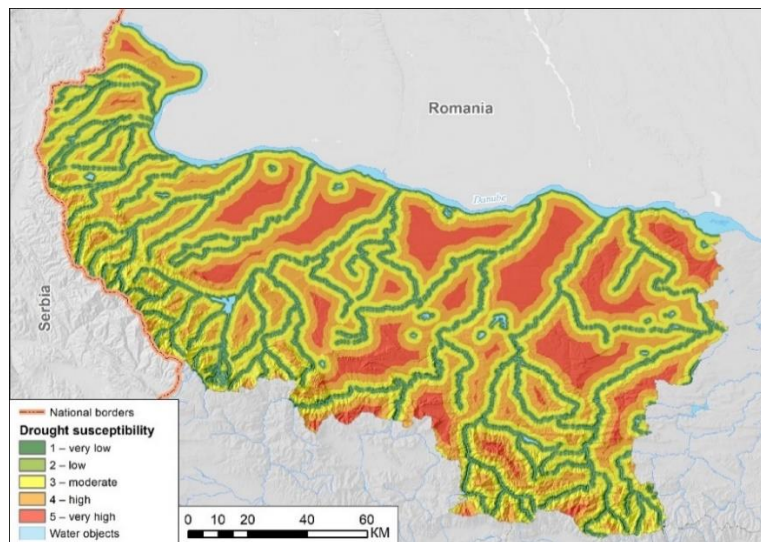 Romania
Danube
Serbia
National borders
Drought susceptibility
1 – very low
2 – low
3 – moderate
4 – high
5 – very high
Water objects
0 10 20 40 60
КМ